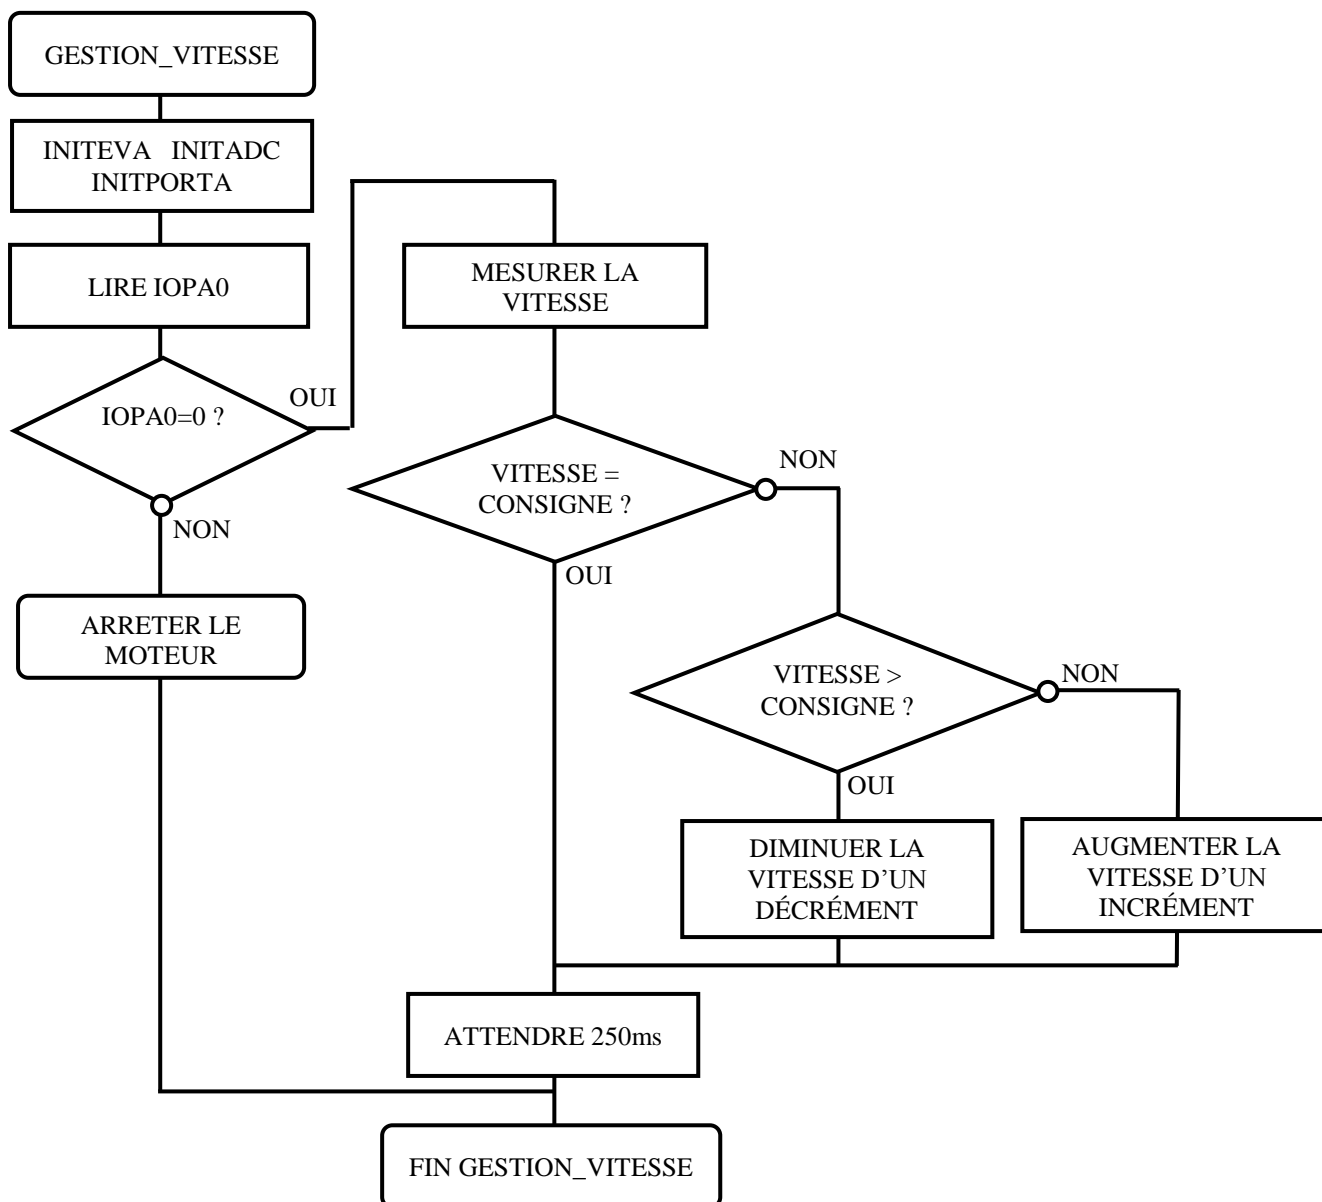 GESTION_VITESSE
INITEVA INITADC
INITPORTA
LIRE IOPA0
IOPA0=0 ?
OUI
NON
ARRETER LE
MOTEUR
MESURER LA
VITESSE
VITESSE =
CONSIGNE ?
NON
OUI
VITESSE >
CONSIGNE ?
NON
OUI
DIMINUER LA
VITESSE D’UN
DÉCRÉMENT
AUGMENTER LA
VITESSE D’UN
INCRÉMENT
ATTENDRE 250ms
FIN GESTION_VITESSE